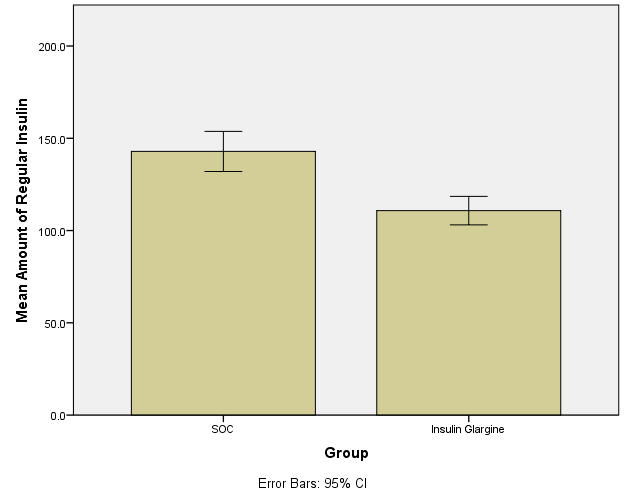 Mean Amount of Regular Insulin
200.0
150.0
100.0
50.0
0.0
SOC
Insulin Glargine
Group
Error Bars: 95% CI